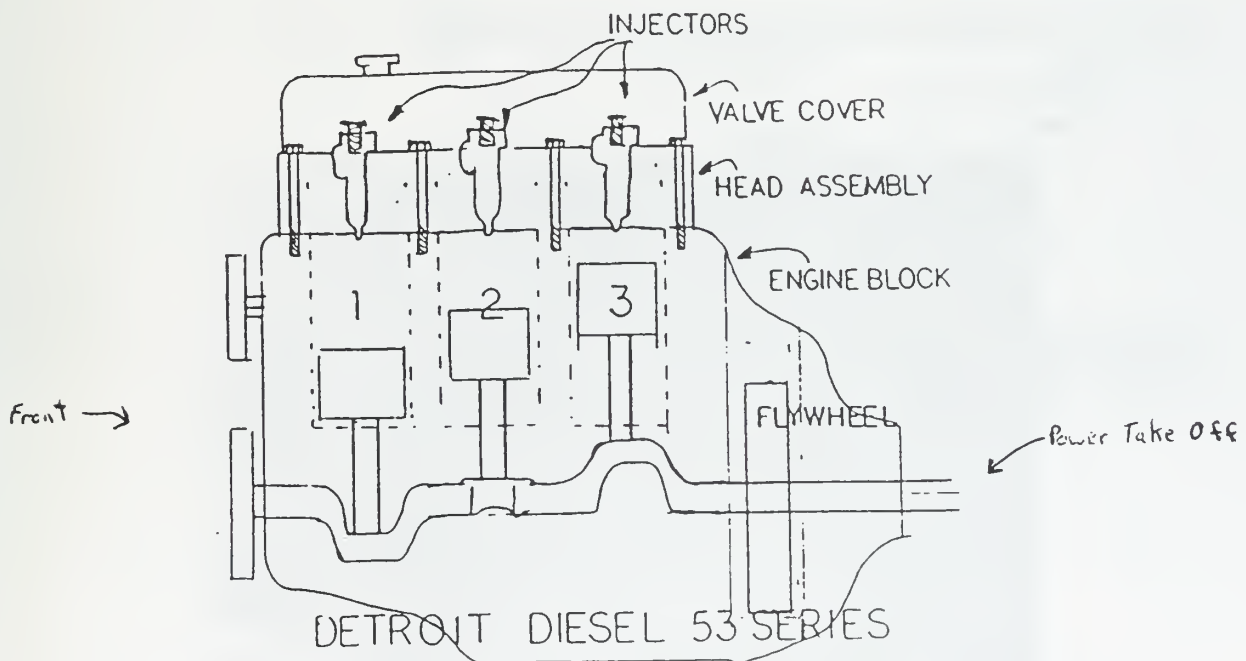 INJECTORS
VALVE COVER
HEAD ASSEMBLY
ENGINE BLOCK
1 2 3
Front
FLYWHEEL
Power Take Off
DETROIT DIESEL 53 SERIES